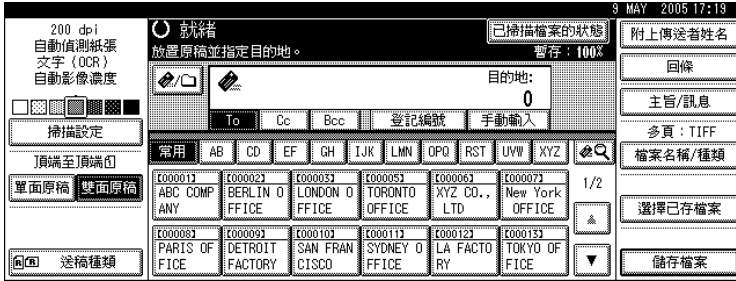 9 MAY 2005 17:19
200 dpi
自動偵測紙張
文字 (OCR)
自動影像濃度
掃描設定
頂端至頂端
單面原稿 雙面原稿
送稿種類
就緒
已掃描檔案的狀態
放置原稿並指定目的地。
暫存：100%
目的地:
0
To Cc Bcc 登記編號 手動輸入
常用 AB CD EF GH IJK LMN OPQ RST UVW XYZ
[00001] [00002] [00003] [00005] [00006] [00007]
ABC COMP BERLIN O LONDON O TORONTO XYZ CO., New York
ANY FFICE FFICE OFFICE LTD OFFICE
1/2
[00008] [00009] [00010] [00011] [00012] [00013]
PARIS OF DETROIT SAN FRAN SYDNEY O LA FACTO TOKYO OF
FICE FACTORY CISCO FFICE RY FICE
附上傳送者姓名
回條
主旨/訊息
多頁：TIFF
檔案名稱/種類
選擇已存檔案
儲存檔案